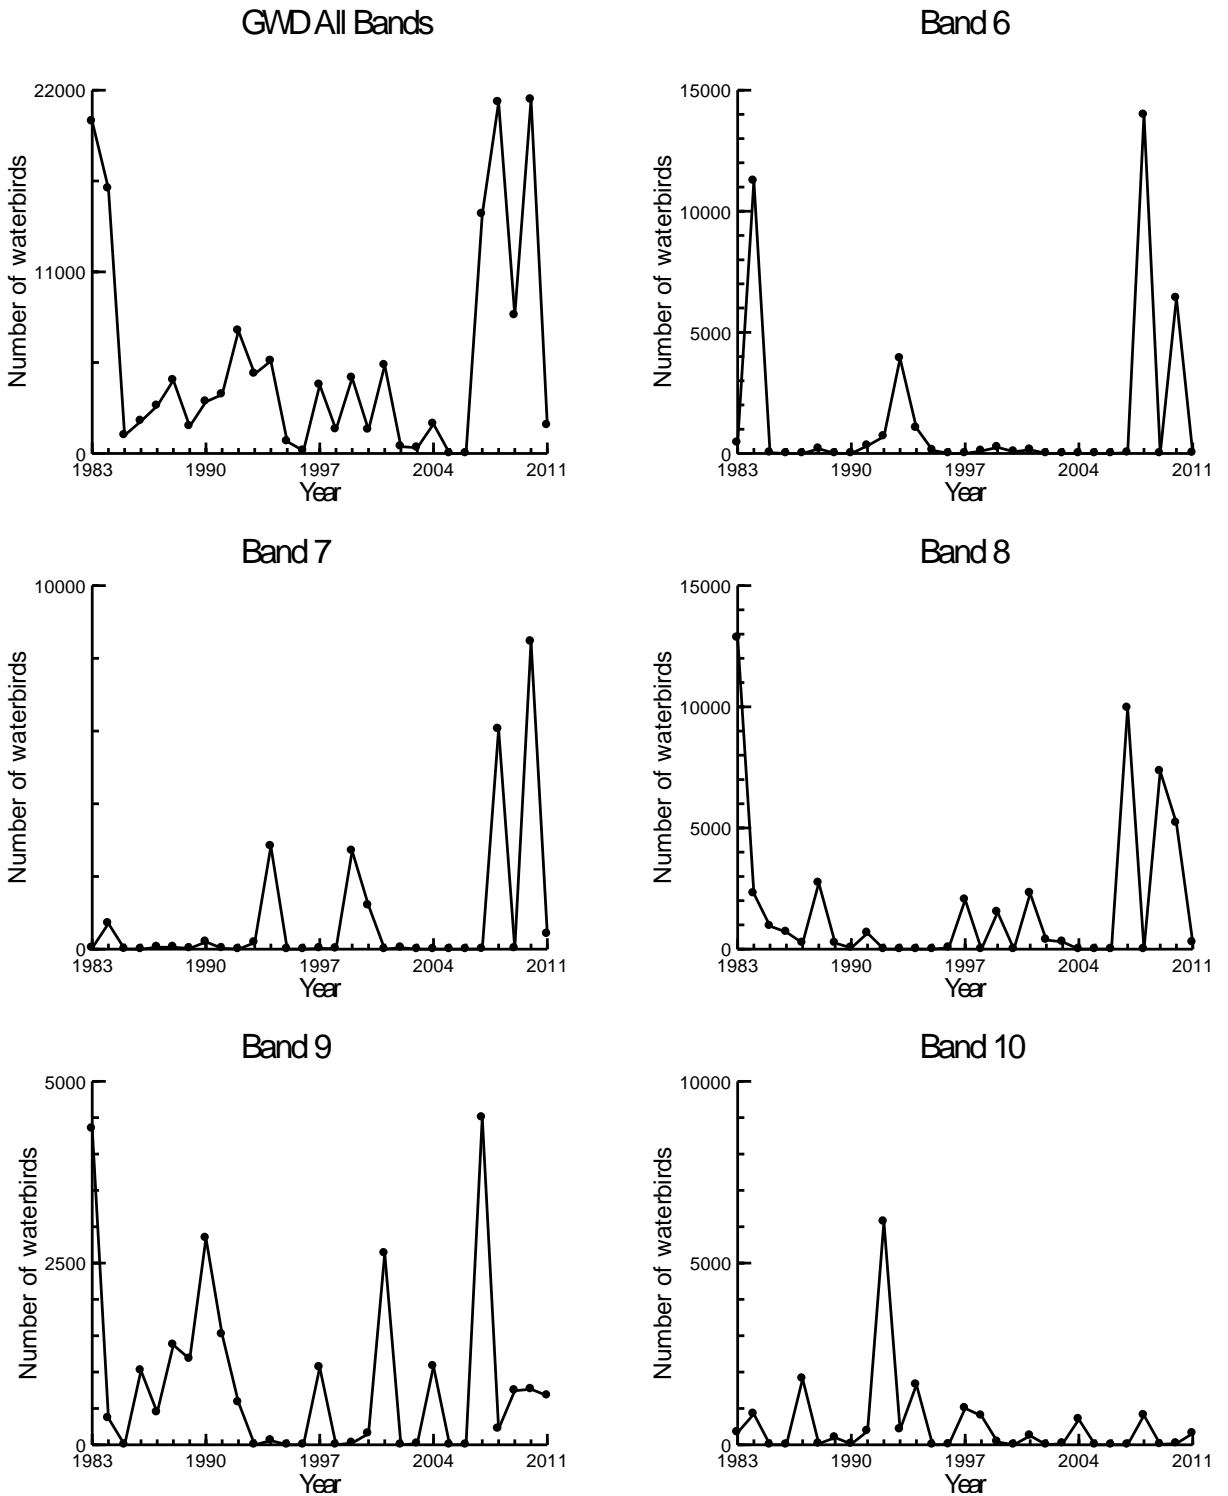 GWD All Bands
22000
11000
0
1983 1990 1997 2004 2011
Year
Number of waterbirds
Band 6
15000
10000
5000
0
1983 1990 1997 2004 2011
Year
Number of waterbirds
Band 7
10000
0
1983 1990 1997 2004 2011
Year
Number of waterbirds
Band 8
15000
10000
5000
0
1983 1990 1997 2004 2011
Year
Number of waterbirds
Band 9
5000
2500
0
1983 1990 1997 2004 2011
Year
Number of waterbirds
Band 10
10000
5000
0
1983 1990 1997 2004 2011
Year
Number of waterbirds